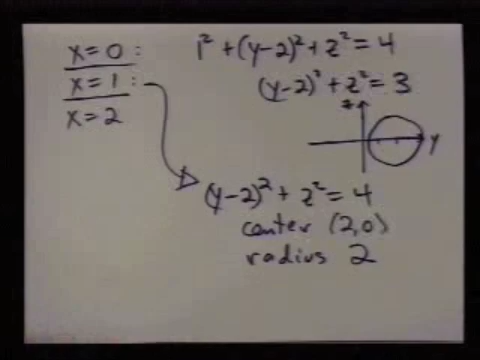 x=0:
x=1:
x=2
1²+(y-2)²+z²=4
(y-2)²+z²=3
z
y
(y-2)²+z²=4
center (2,0)
radius 2